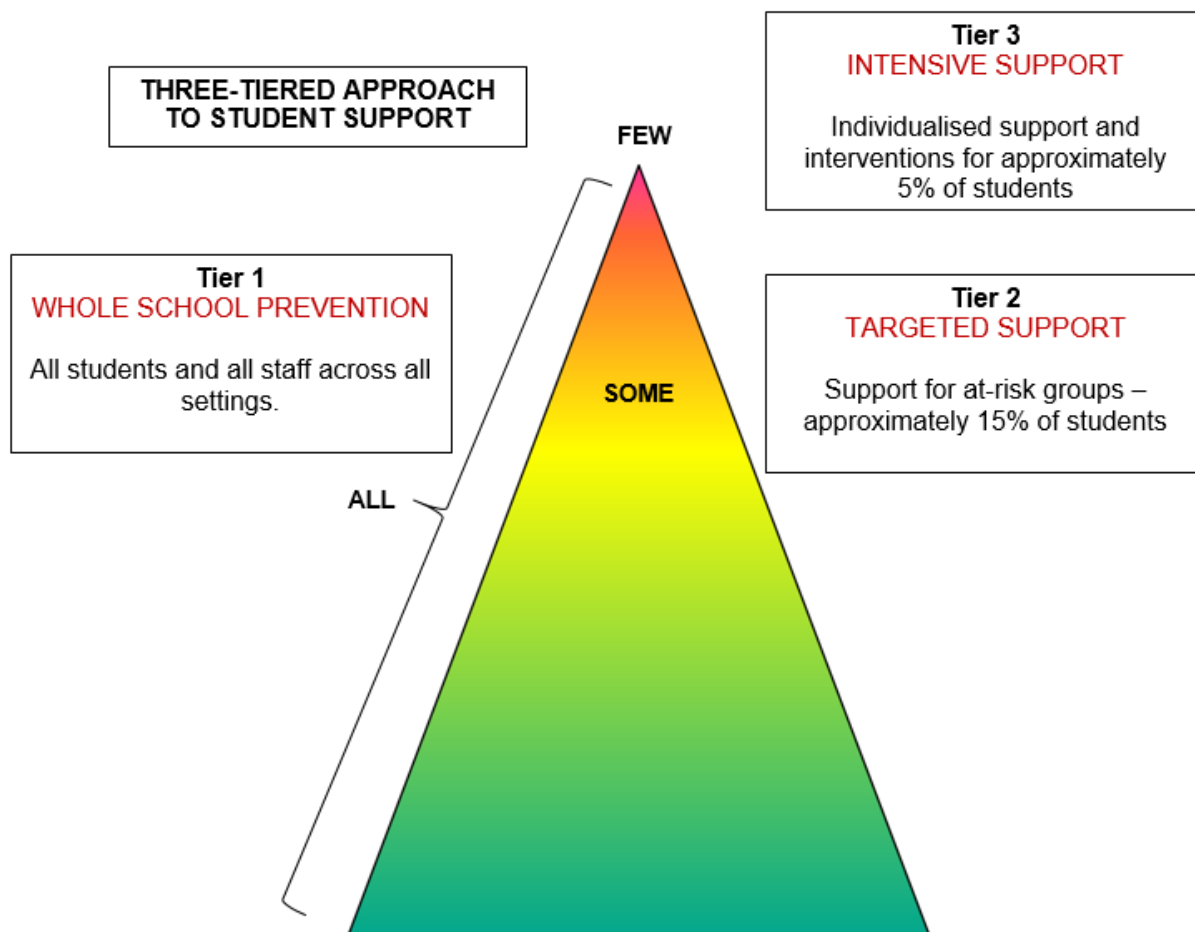 THREE-TIERED APPROACH
TO STUDENT SUPPORT
FEW
Tier 3
INTENSIVE SUPPORT
Individualised support and
interventions for approximately
5% of students
Tier 1
WHOLE SCHOOL PREVENTION
All students and all staff across all
settings.
Tier 2
TARGETED SUPPORT
Support for at-risk groups –
approximately 15% of students
SOME
ALL